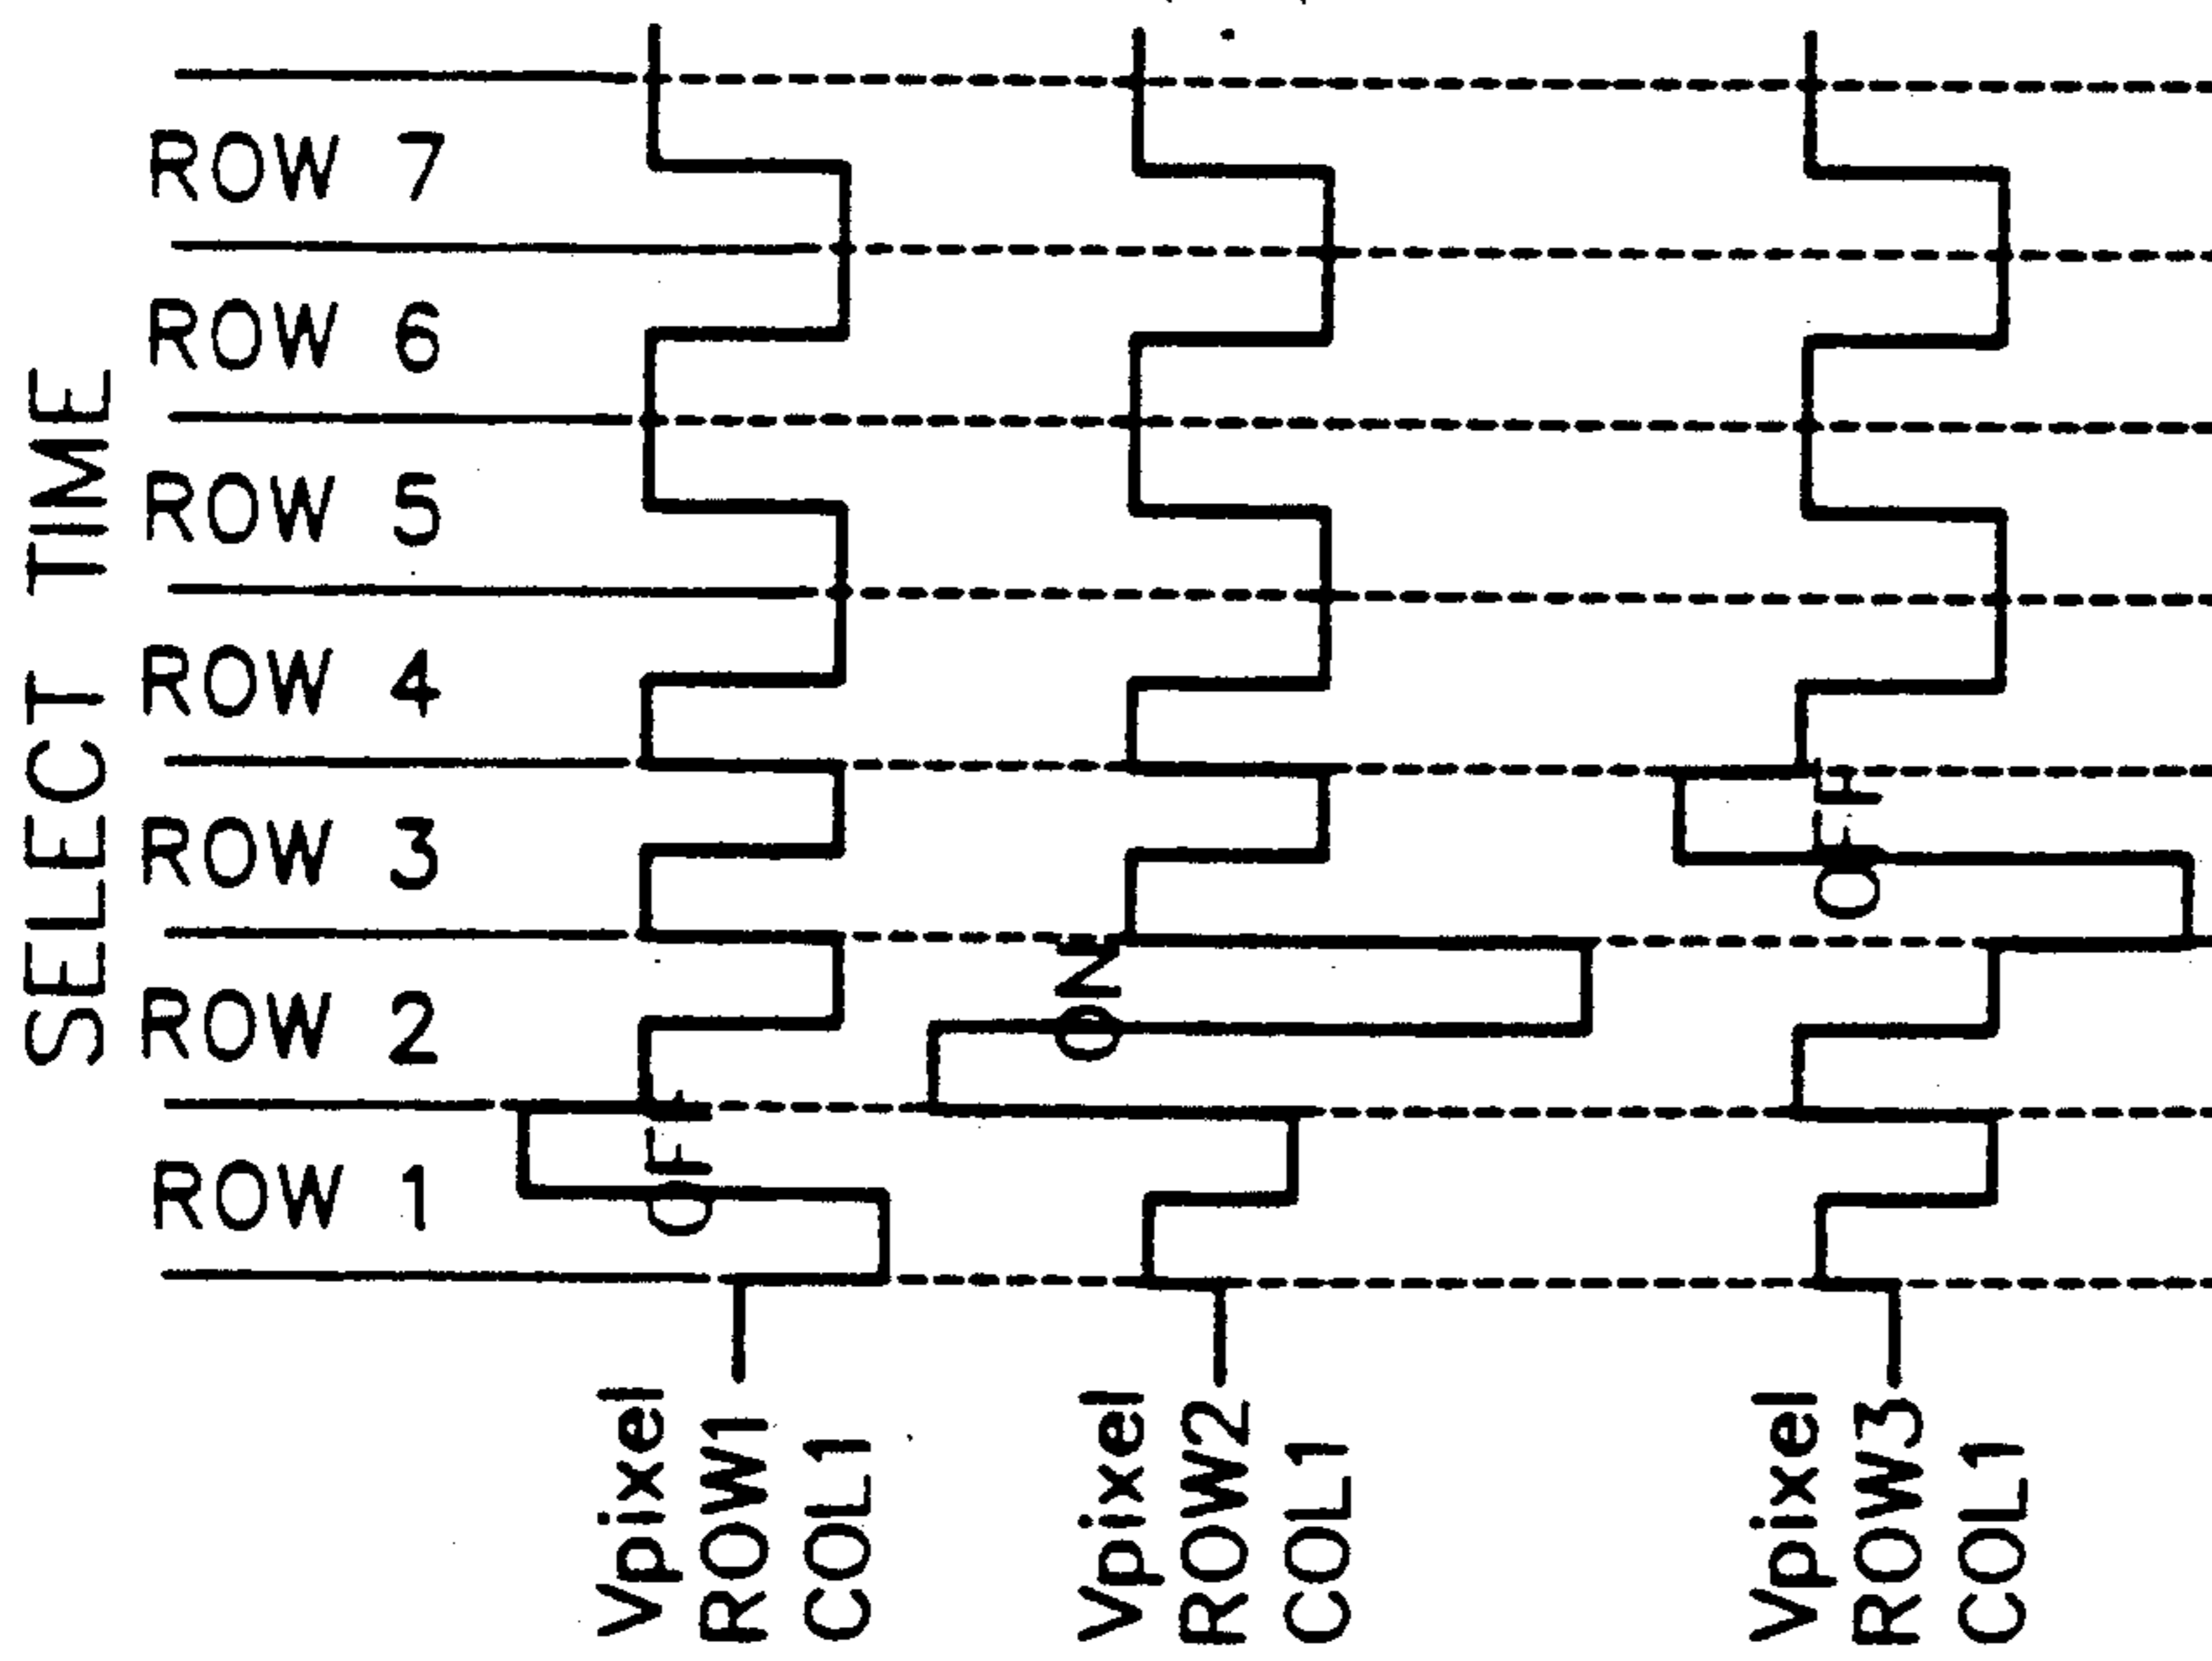 SELECT TIME
ROW 7
ROW 6
ROW 5
ROW 4
ROW 3
ROW 2
ROW 1
OFF
ON
OFF
Vpixel
ROW1
COL1
Vpixel
ROW2
COL1
Vpixel
ROW3
COL1